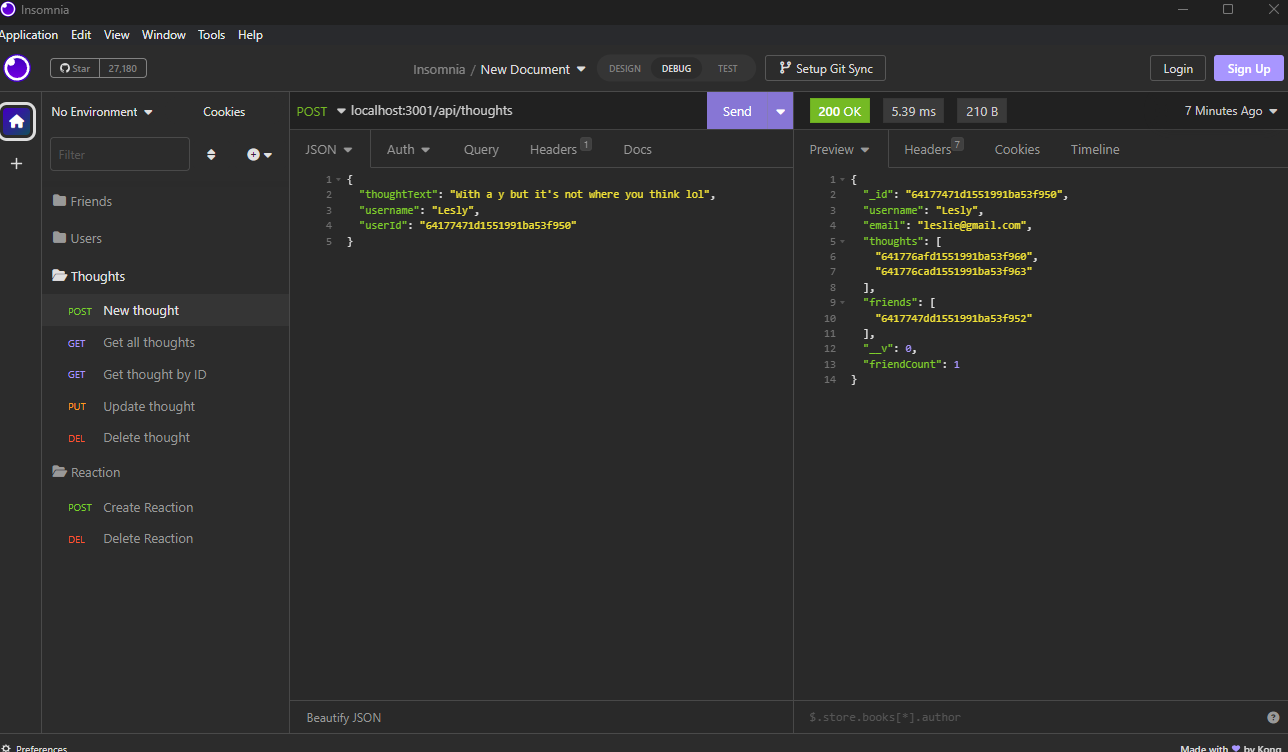 Insomnia
Application Edit View Window Tools Help
Star 27,180
Insomnia / New Document
DESIGN DEBUG TEST
Setup Git Sync
Login
Sign Up
No Environment
Cookies
Filter
Friends
Users
Thoughts
POST New thought
GET Get all thoughts
GET Get thought by ID
PUT Update thought
DEL Delete thought
Reaction
POST Create Reaction
DEL Delete Reaction
POST localhost:3001/api/thoughts
Send
JSON Auth Query Headers 1 Docs
1 {
2 "thoughtText": "With a y but it's not where you think lol",
3 "username": "Lesly",
4 "userId": "64177471d1551991ba53f950"
5 }
Beautify JSON
200 OK 5.39 ms 210 B 7 Minutes Ago
Preview Headers 7 Cookies Timeline
1 {
2 "_id": "64177471d1551991ba53f950",
3 "username": "Lesly",
4 "email": "leslie@gmail.com",
5 "thoughts": [
6 "641776afd1551991ba53f960",
7 "641776cad1551991ba53f963"
8 ],
9 "friends": [
10 "6417747dd1551991ba53f952"
11 ],
12 "__v": 0,
13 "friendCount": 1
14 }
$.store.books[*].author
?
Preferences
Made with by Kong